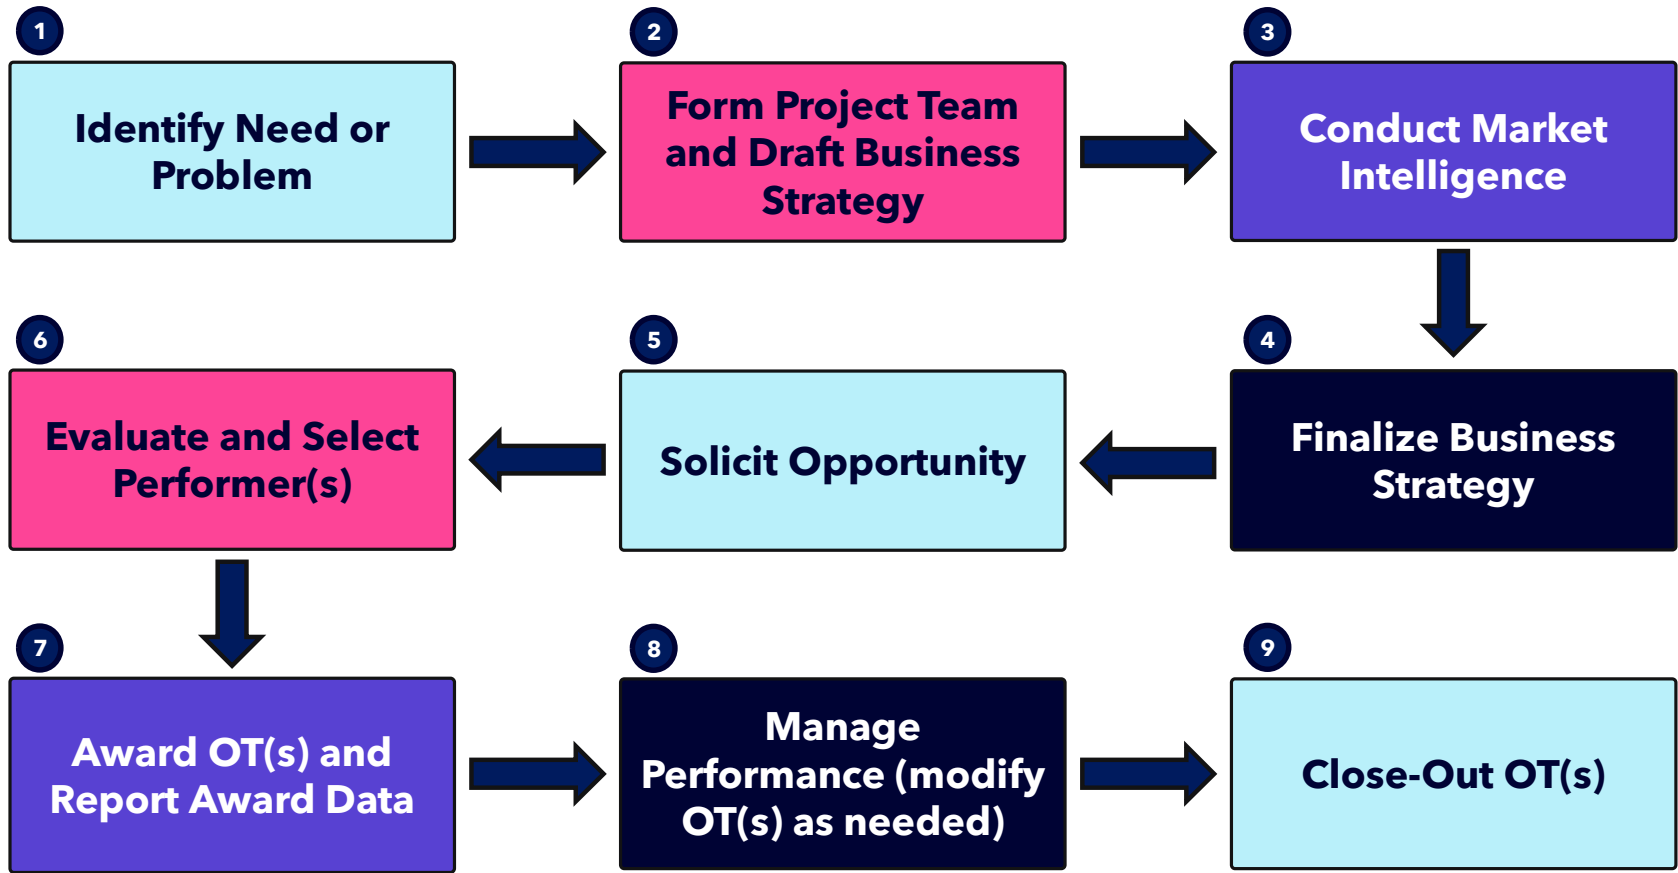 1
Identify Need or
Problem
2
Form Project Team
and Draft Business
Strategy
3
Conduct Market
Intelligence
4
Finalize Business
Strategy
5
Solicit Opportunity
6
Evaluate and Select
Performer(s)
7
Award OT(s) and
Report Award Data
8
Manage
Performance (modify
OT(s) as needed)
9
Close-Out OT(s)